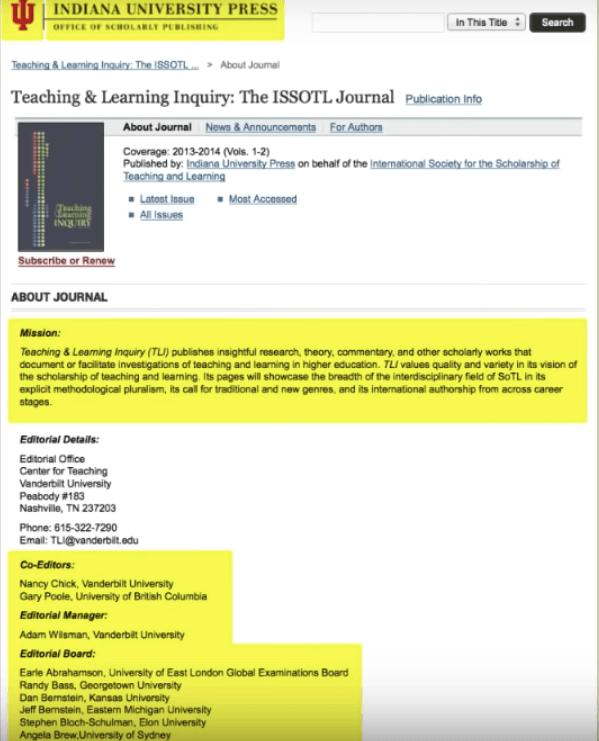 INDIANA UNIVERSITY PRESS
OFFICE OF SCHOLARLY PUBLISHING
In This Title
Search
Teaching & Learning Inquiry: The ISSOTL ... > About Journal
Teaching & Learning Inquiry: The ISSOTL Journal Publication Info
About Journal | News & Announcements | For Authors
Coverage: 2013-2014 (Vols. 1-2)
Published by: Indiana University Press on behalf of the International Society for the Scholarship of
Teaching and Learning
Latest Issue
Most Accessed
All Issues
Teaching
& Learning
INQUIRY
Subscribe or Renew
ABOUT JOURNAL
Mission:
Teaching & Learning Inquiry (TLI) publishes insightful research, theory, commentary, and other scholarly works that
document or facilitate investigations of teaching and learning in higher education. TLI values quality and variety in its vision of
the scholarship of teaching and learning. Its pages will showcase the breadth of the interdisciplinary field of SoTL in its
explicit methodological pluralism, its call for traditional and new genres, and its international authorship from across career
stages.
Editorial Details:
Editorial Office
Center for Teaching
Vanderbilt University
Peabody #183
Nashville, TN 237203
Phone: 615-322-7290
Email: TLI@vanderbilt.edu
Co-Editors:
Nancy Chick, Vanderbilt University
Gary Poole, University of British Columbia
Editorial Manager:
Adam Wilsman, Vanderbilt University
Editorial Board:
Earle Abrahamson, University of East London Global Examinations Board
Randy Bass, Georgetown University
Dan Bernstein, Kansas University
Jeff Bernstein, Eastern Michigan University
Stephen Bloch-Schulman, Elon University
Angela Brew,University of Sydney